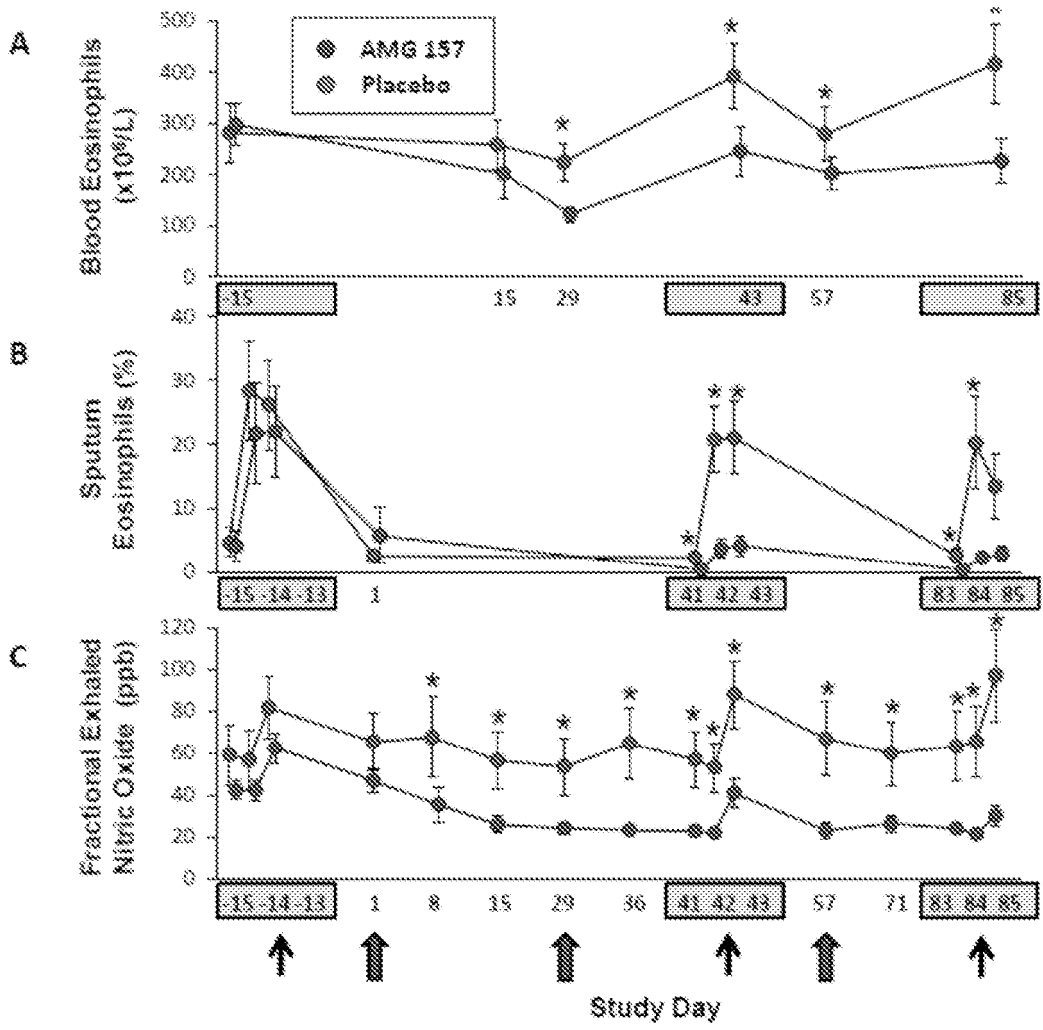 A
Blood Eosinophils
(x10⁶/L)
500
400
300
200
100
0
AMG 157
Placebo
* * * *
-15 15 29 43 57 85
B
Sputum
Eosinophils (%)
40
30
20
10
0
* * * * *
-15 -14 -13 1 41 42 43 83 84 85
C
Fractional Exhaled
Nitric Oxide (ppb)
120
100
80
60
40
20
0
* * * * * * * * * * * *
-15 -14 -13 1 8 15 29 36 41 42 43 57 71 83 84 85
Study Day